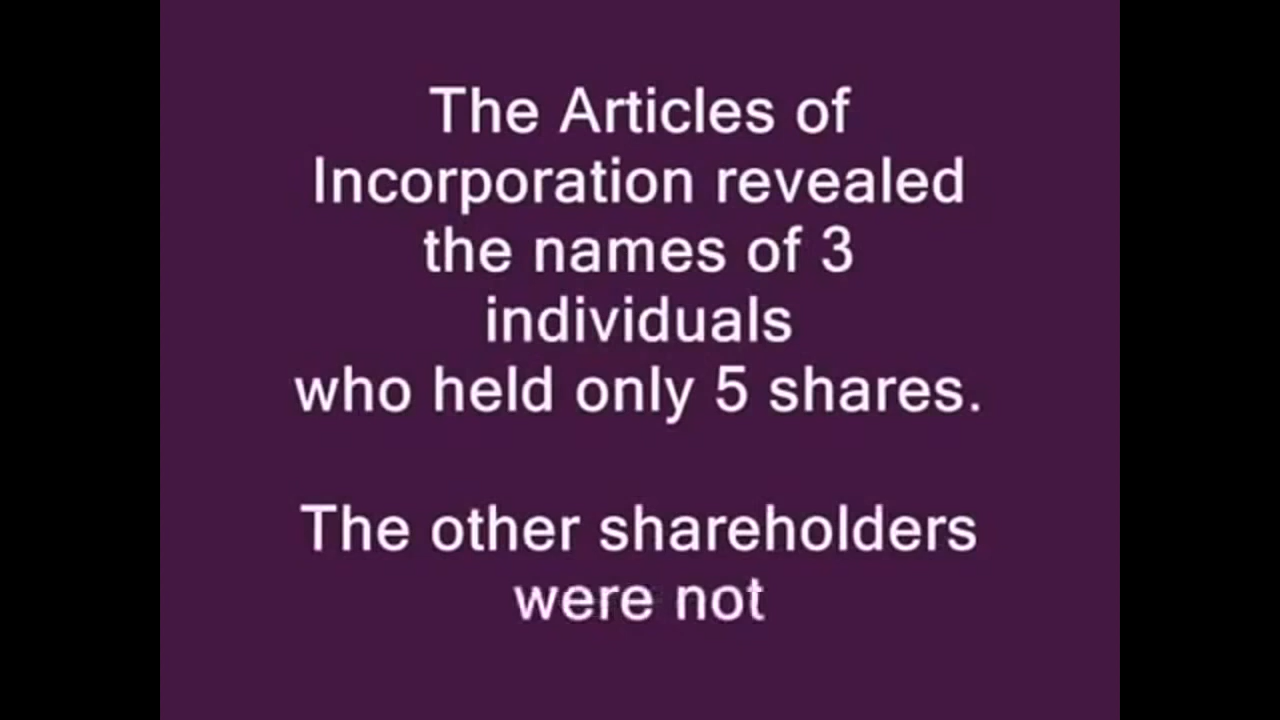 The Articles of
Incorporation revealed
the names of 3
individuals
who held only 5 shares.
The other shareholders
were not